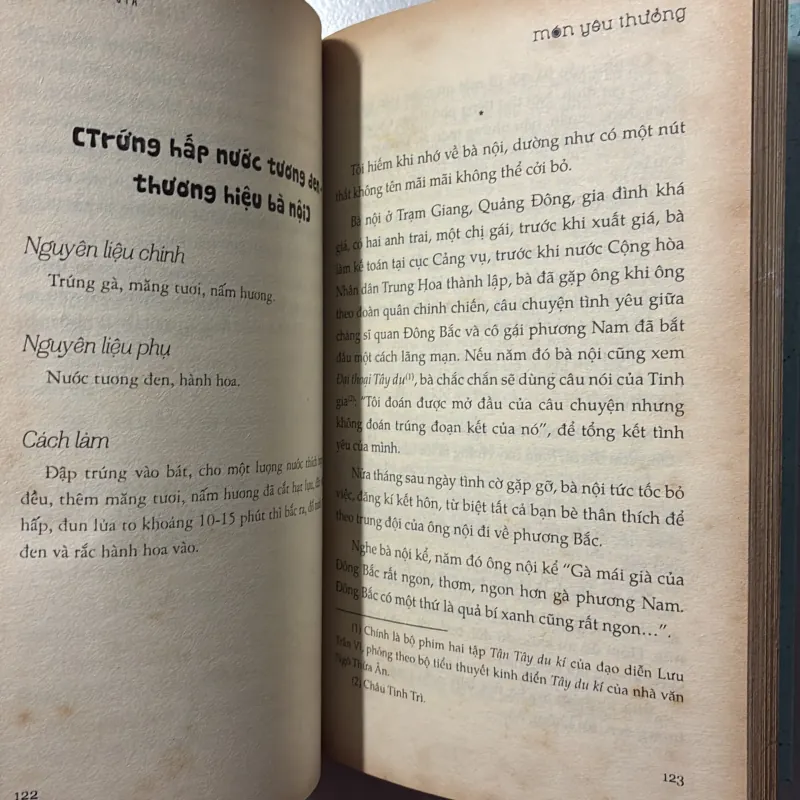 [Trứng hấp nước tương đen
thương hiệu bà nội]
Nguyên liệu chính
Trứng gà, măng tươi, nấm hương.
Nguyên liệu phụ
Nước tương đen, hành hoa.
Cách làm
Đập trứng vào bát, cho một lượng nước thích
đều, thêm măng tươi, nấm hương đã cắt hạt lựu,
hấp, đun lửa to khoảng 10-15 phút thì bắc ra, đổ
đen và rắc hành hoa vào.
122
món yêu thương
Tôi hiếm khi nhớ về bà nội, dường như có một nút
thắt không tên mãi mãi không thể cởi bỏ.
Bà nội ở Trạm Giang, Quảng Đông, gia đình khá
giả, có hai anh trai, một chị gái, trước khi xuất giá, bà
làm kế toán tại cục Cảng vụ, trước khi nước Cộng hòa
Nhân dân Trung Hoa thành lập, bà đã gặp ông khi ông
theo đoàn quân chinh chiến, câu chuyện tình yêu giữa
chàng sĩ quan Đông Bắc và cô gái phương Nam đã bắt
đầu một cách lãng mạn. Nếu năm đó bà nội cũng xem
Đại thoại Tây du(1), bà chắc chắn sẽ dùng câu nói của Tinh
gia(2): "Tôi đoán được mở đầu của câu chuyện nhưng
không đoán trúng đoạn kết của nó", để tổng kết tình
yêu của mình.
Nửa tháng sau ngày tình cờ gặp gỡ, bà nội tức tốc bỏ
việc, đăng kí kết hôn, từ biệt tất cả bạn bè thân thích để
theo trung đội của ông nội đi về phương Bắc.
Nghe bà nội kể, năm đó ông nội kể "Gà mái già của
Đông Bắc rất ngon, thơm, ngon hơn gà phương Nam.
Đông Bắc có một thứ là quả bí xanh cũng rất ngon…".
(1) Chính là bộ phim hai tập Tân Tây du kí của đạo diễn Lưu
Trấn Vĩ, phỏng theo bộ tiểu thuyết kinh điển Tây du kí của nhà văn
Ngô Thừa Ân.
(2) Châu Tinh Trì.
123